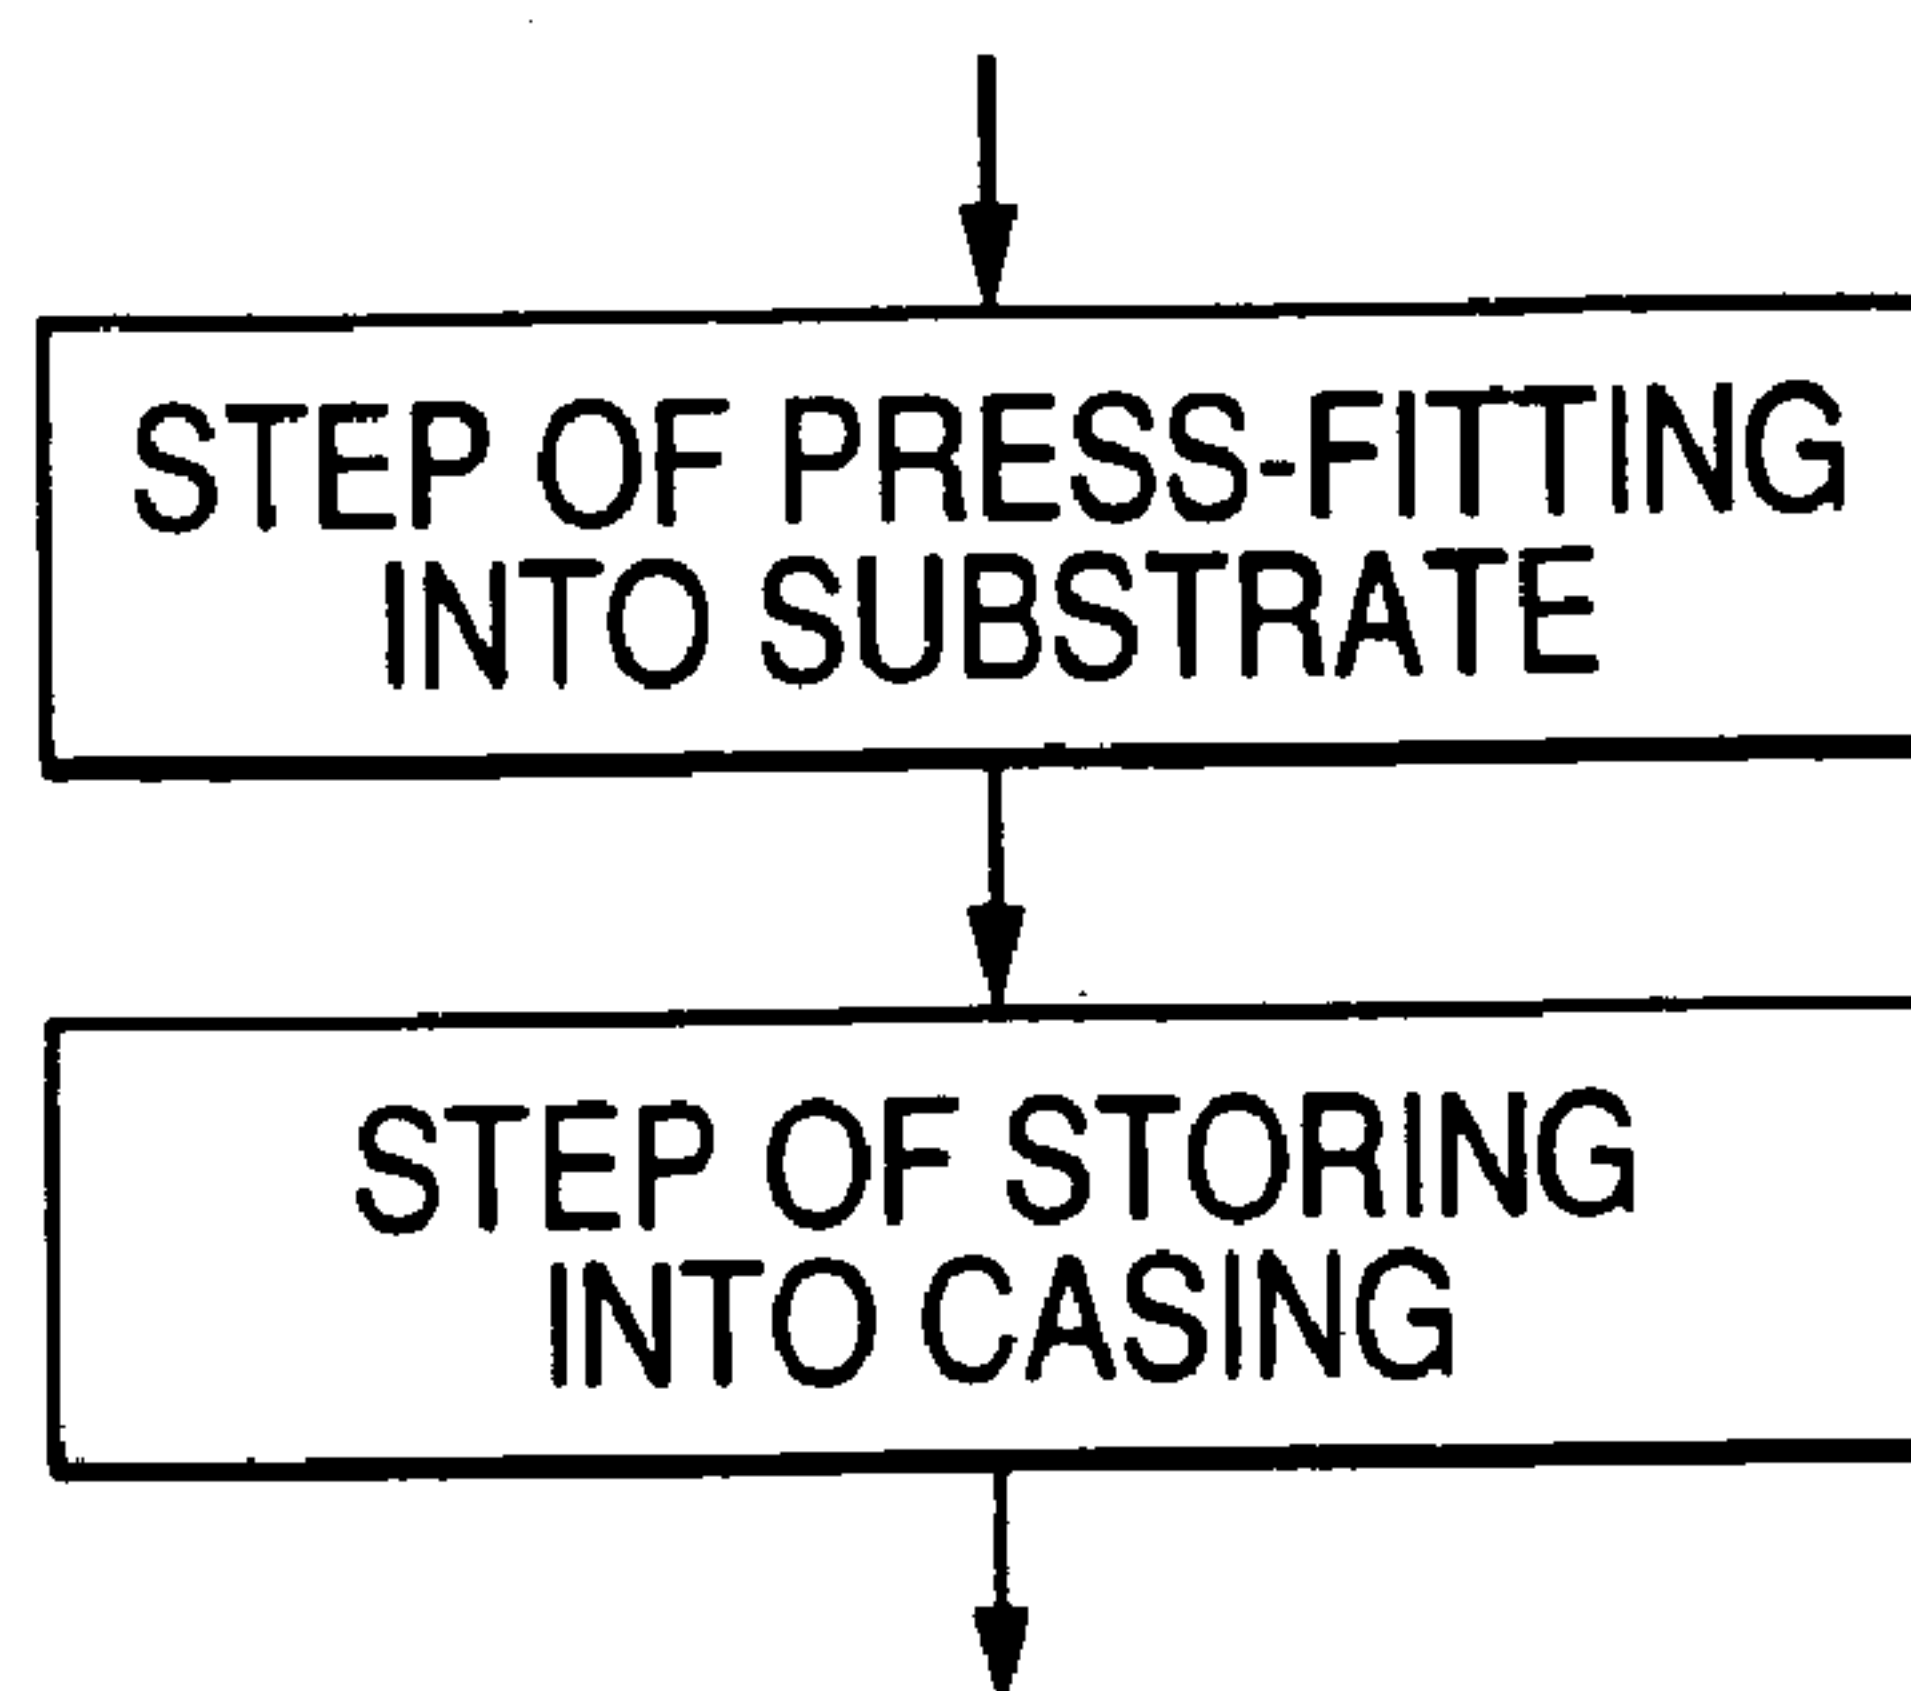 STEP OF PRESS-FITTING
INTO SUBSTRATE
STEP OF STORING
INTO CASING